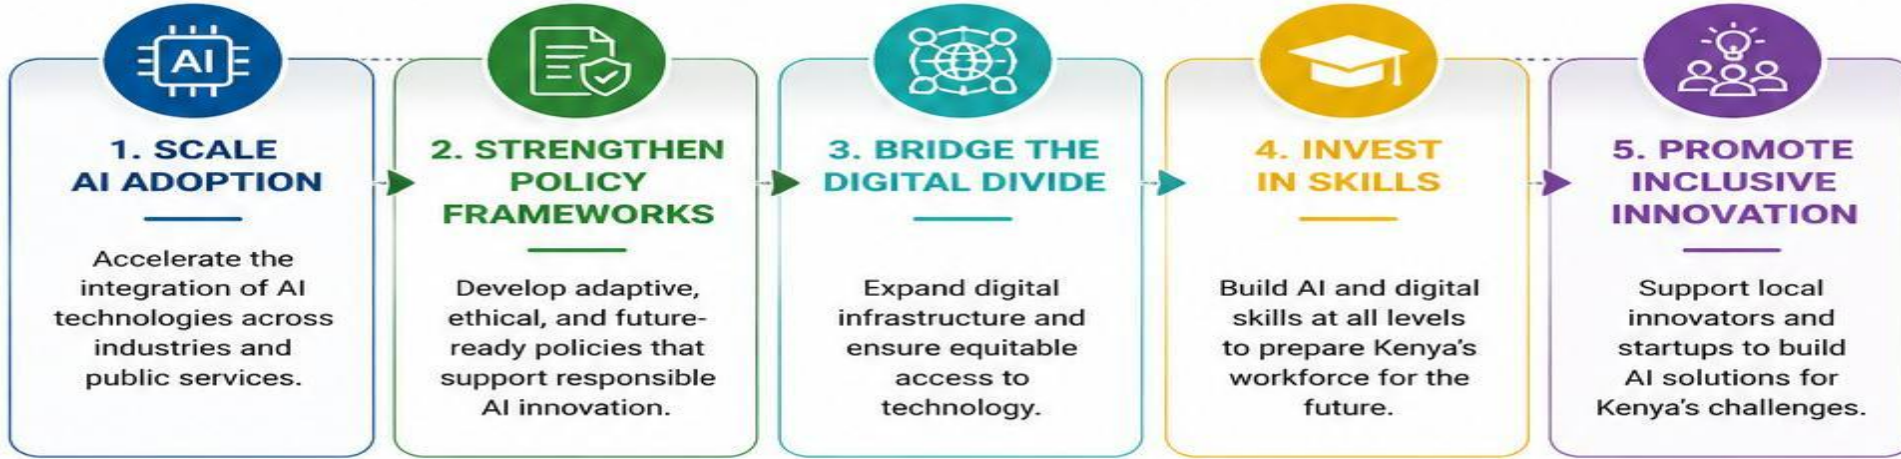 AI
1. SCALE
AI ADOPTION
Accelerate the
integration of AI
technologies across
industries and
public services.
2. STRENGTHEN
POLICY
FRAMEWORKS
Develop adaptive,
ethical, and future-
ready policies that
support responsible
AI innovation.
3. BRIDGE THE
DIGITAL DIVIDE
Expand digital
infrastructure and
ensure equitable
access to
technology.
4. INVEST
IN SKILLS
Build AI and digital
skills at all levels
to prepare Kenya's
workforce for the
future.
5. PROMOTE
INCLUSIVE
INNOVATION
Support local
innovators and
startups to build
AI solutions for
Kenya's challenges.